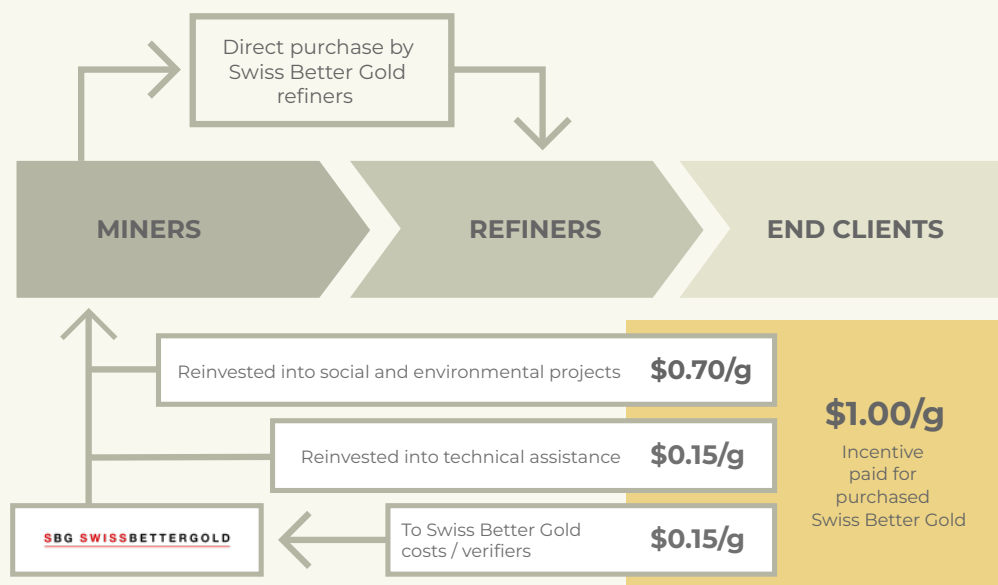 Direct purchase by
Swiss Better Gold
refiners
MINERS
REFINERS
END CLIENTS
Reinvested into social and environmental projects
$0.70/g
Reinvested into technical assistance
$0.15/g
To Swiss Better Gold
costs / verifiers
$0.15/g
$1.00/g
Incentive
paid for
purchased
Swiss Better Gold
SBG SWISSBETTERGOLD